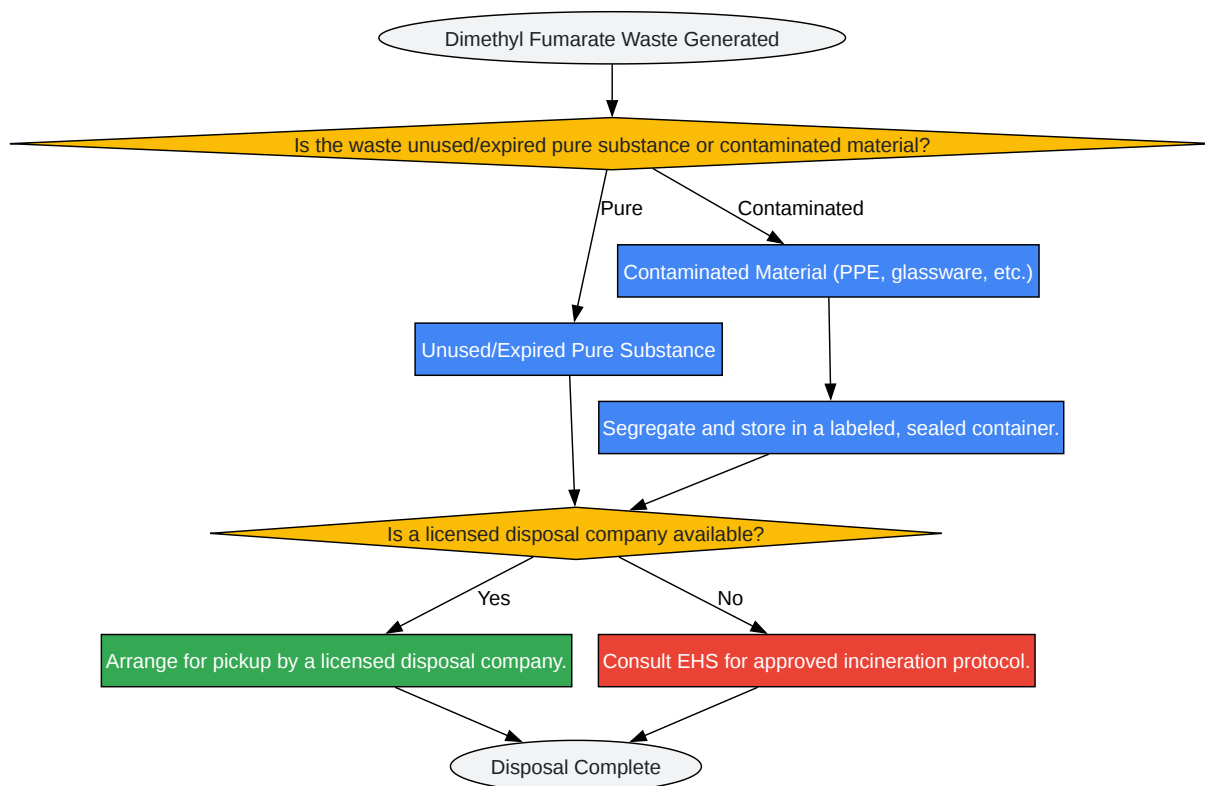 Dimethyl Fumarate Waste Generated
Is the waste unused/expired pure substance or contaminated material?
Pure
Contaminated
Contaminated Material (PPE, glassware, etc.)
Unused/Expired Pure Substance
Segregate and store in a labeled, sealed container.
Is a licensed disposal company available?
Yes
No
Arrange for pickup by a licensed disposal company.
Consult EHS for approved incineration protocol.
Disposal Complete